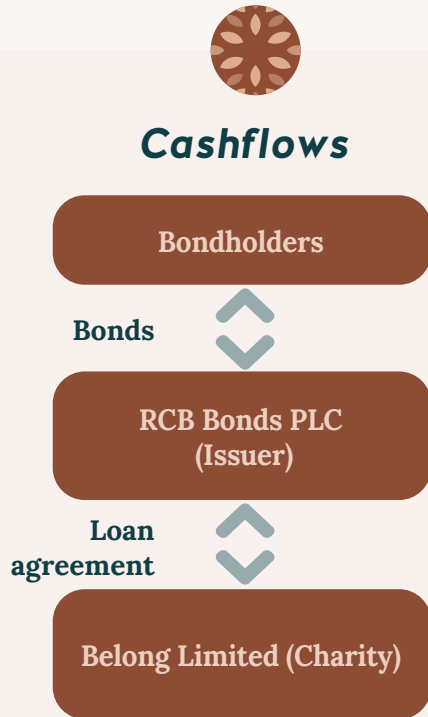 Cashflows
Bondholders
Bonds
RCB Bonds PLC
(Issuer)
Loan
agreement
Belong Limited (Charity)